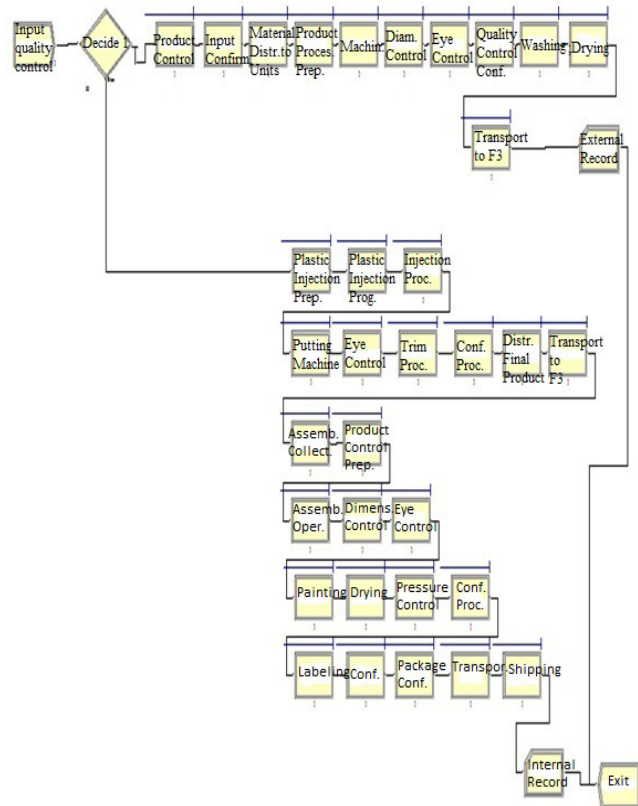 Input
quality
control
Decide 1
Product
Control
Input
Confirm
Material
Distr.to
Units
Product
Proces.
Prep.
Machin
Diam.
Control
Eye
Control
Quality
Control
Conf.
Washing
Drying
Transport
to F3
External
Record
Plastic
Injection
Prep.
Plastic
Injection
Prog.
Injection
Proc.
Putting
Machine
Eye
Control
Trim
Proc.
Conf.
Proc.
Distr.
Final
Product
Transport
to
F3
Assemb.
Collect.
Product
Control
Prep.
Assemb.
Oper.
Dimens.
Control
Eye
Control
Painting
Drying
Pressure
Control
Conf.
Proc.
Labeling
Conf.
Package
Conf.
Transpor.
Shipping
Internal
Record
Exit